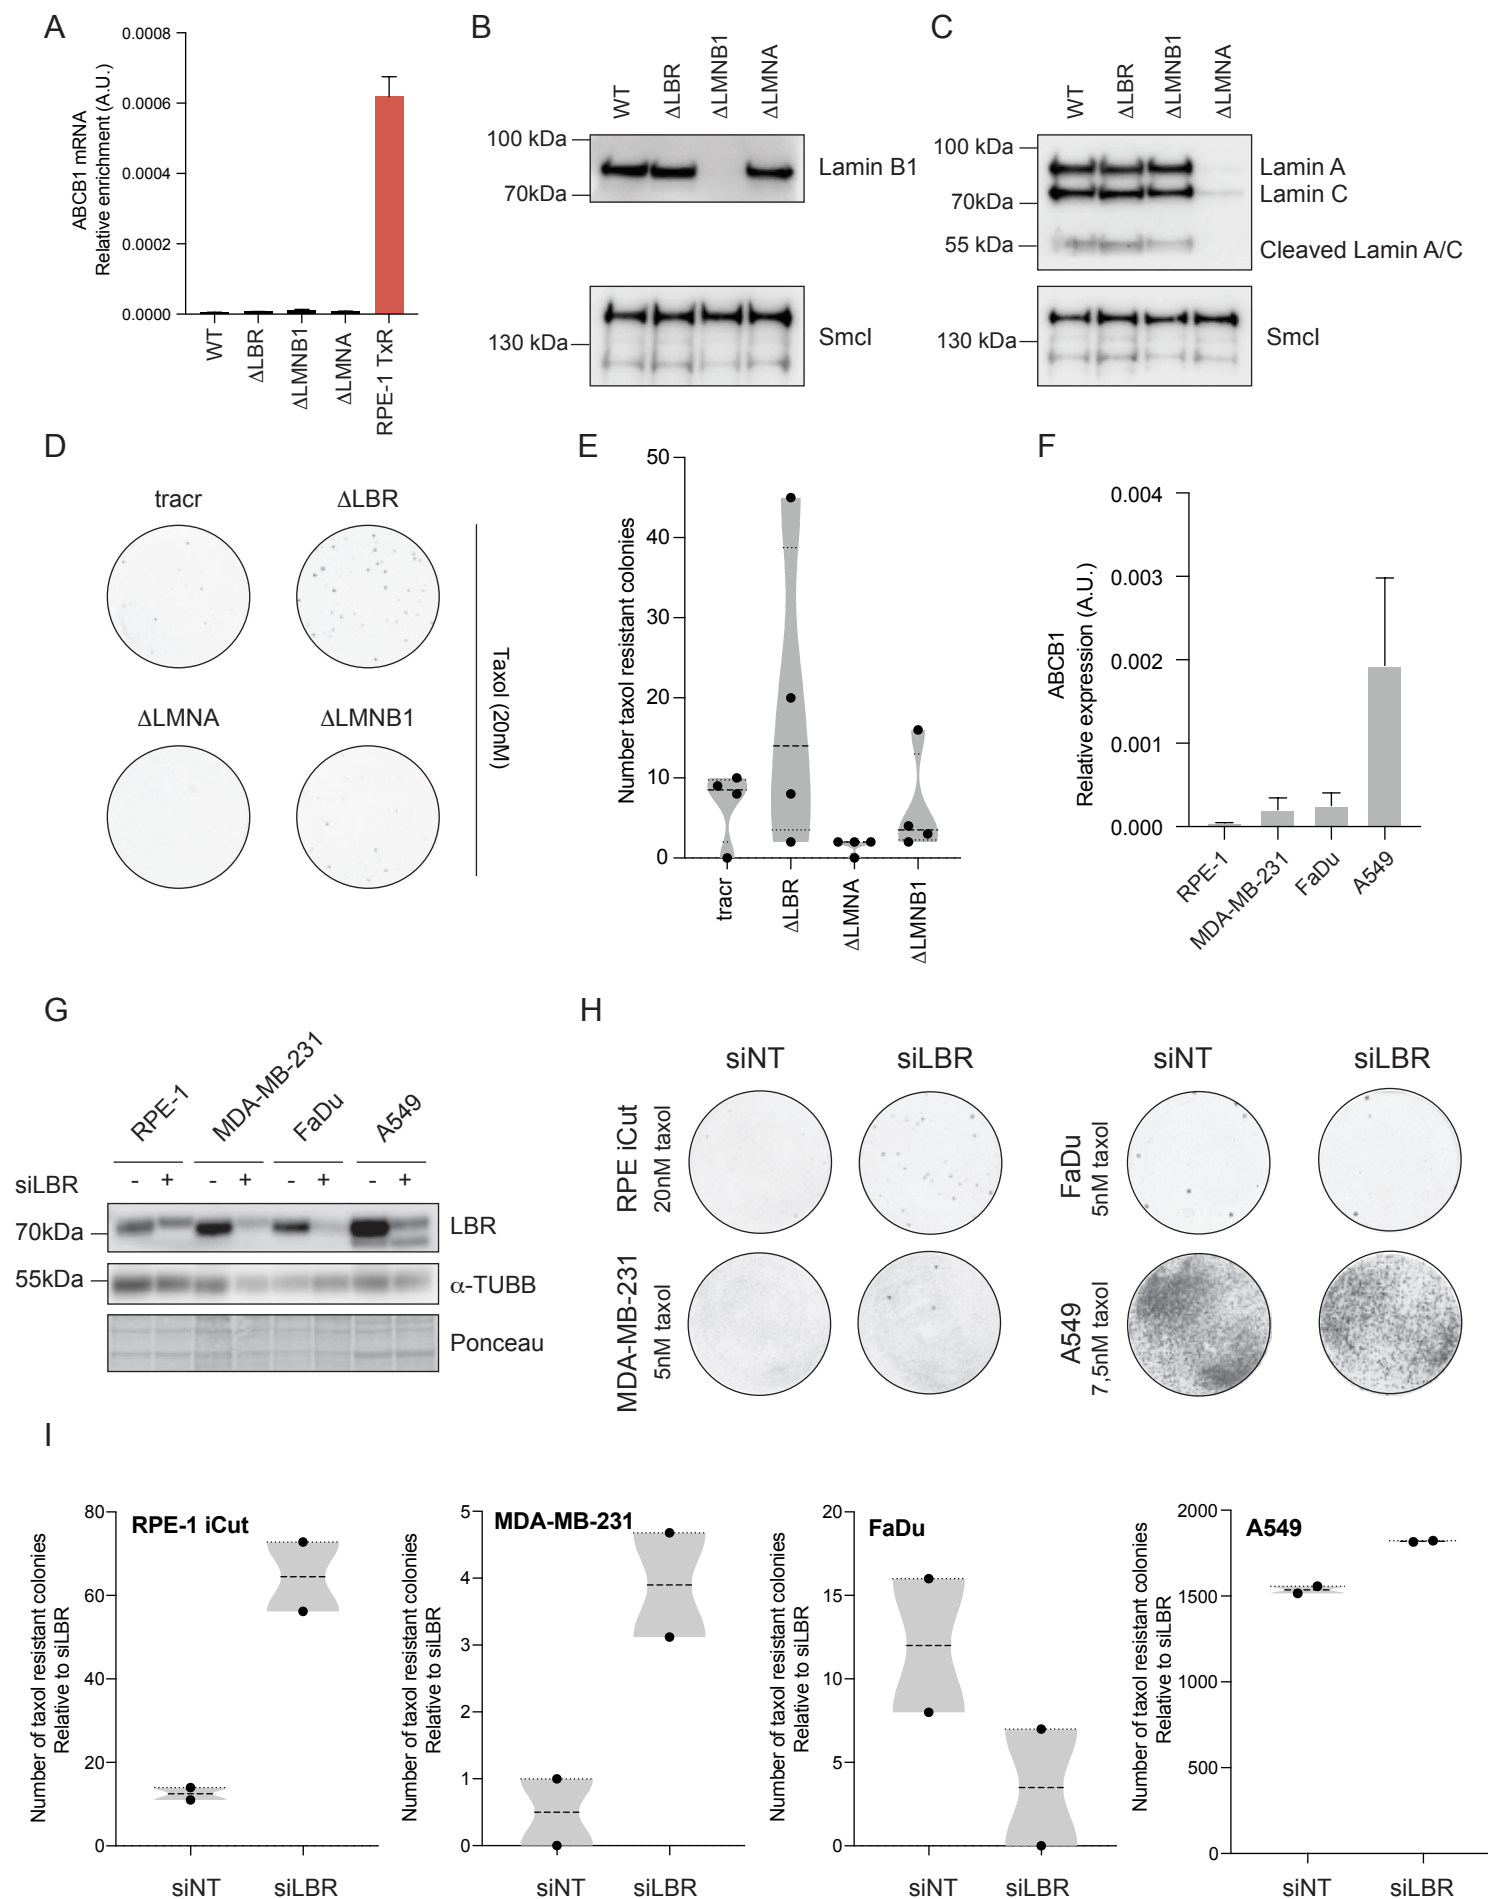 A
ABCB1 mRNA
Relative enrichment (A.U.)
0.0008
0.0006
0.0004
0.0002
0.0000
WT
ΔLBR
ΔLMNB1
ΔLMNA
RPE-1 TxR
B
WT
ΔLBR
ΔLMNB1
ΔLMNA
100 kDa
70kDa
Lamin B1
130 kDa
SmcI
C
WT
ΔLBR
ΔLMNB1
ΔLMNA
100 kDa
70kDa
55 kDa
Lamin A
Lamin C
Cleaved Lamin A/C
130 kDa
SmcI
D
tracr
ΔLBR
ΔLMNA
ΔLMNB1
Taxol (20nM)
E
Number taxol resistant colonies
50
40
30
20
10
0
tracr
ΔLBR
ΔLMNA
ΔLMNB1
F
ABCB1
Relative expression (A.U.)
0.004
0.003
0.002
0.001
0.000
RPE-1
MDA-MB-231
FaDu
A549
G
RPE-1
MDA-MB-231
FaDu
A549
siLBR - + - + - + - +
70kDa
LBR
55kDa
α-TUBB
Ponceau
H
siNT
siLBR
siNT
siLBR
RPE iCut
20nM taxol
FaDu
5nM taxol
MDA-MB-231
5nM taxol
A549
7,5nM taxol
I
Number of taxol resistant colonies
Relative to siLBR
80
60
40
20
0
RPE-1 iCut
siNT
siLBR
Number of taxol resistant colonies
Relative to siLBR
5
4
3
2
1
0
MDA-MB-231
siNT
siLBR
Number of taxol resistant colonies
Relative to siLBR
20
15
10
5
0
FaDu
siNT
siLBR
Number of taxol resistant colonies
Relative to siLBR
2000
1500
1000
500
0
A549
siNT
siLBR